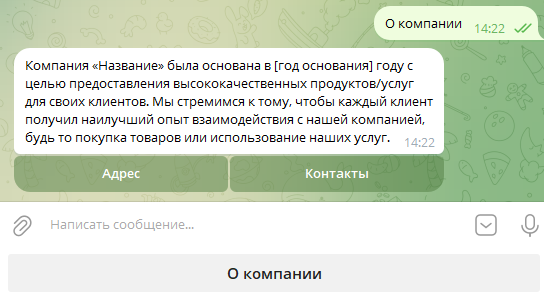 О компании 14:22
Компания «Название» была основана в [год основания] году с
целью предоставления высококачественных продуктов/услуг
для своих клиентов. Мы стремимся к тому, чтобы каждый клиент
получил наилучший опыт взаимодействия с нашей компанией,
будь то покупка товаров или использование наших услуг. 14:22
Адрес Контакты
Написать сообщение...
О компании